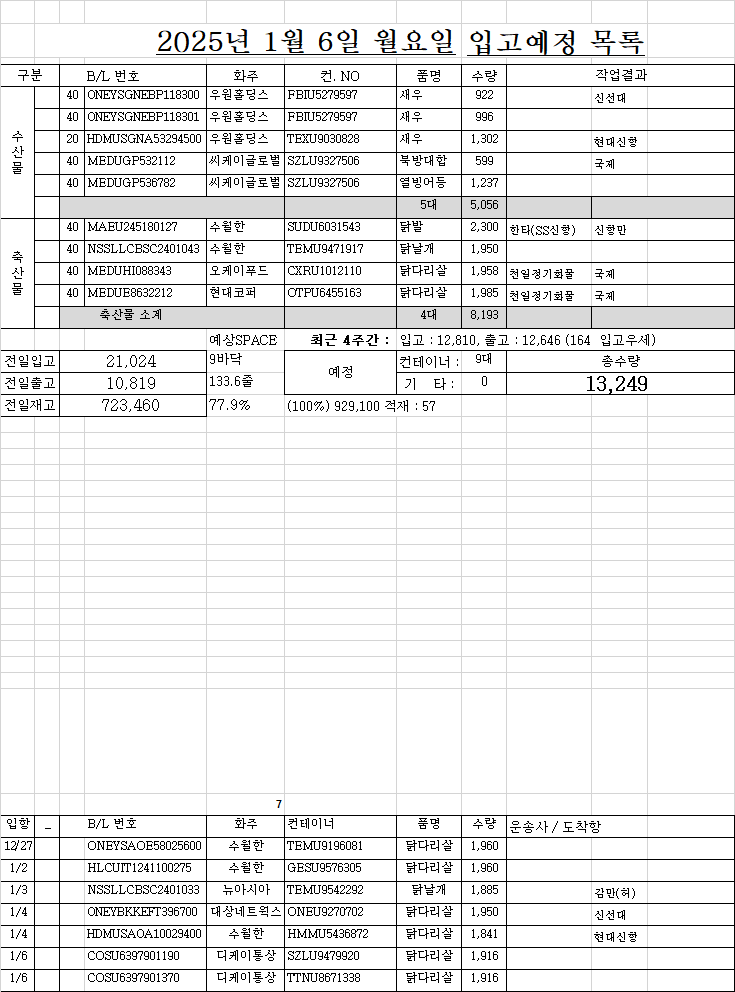 2025년 1월 6일 월요일 입고예정 목록
구분 B/L 번호 화주 컨. NO 품명 수량 작업결과
수산물
40 ONEYSGNEBP118300 우원홀딩스 FBIU5279597 새우 922 신선대
40 ONEYSGNEBP118301 우원홀딩스 FBIU5279597 새우 996
20 HDMUSGNA53294500 우원홀딩스 TEXU9030828 새우 1,302 현대신항
40 MEDUGP532112 씨케이글로벌 SZLU9327506 북방대합 599 국제
40 MEDUGP536782 씨케이글로벌 SZLU9327506 열빙어등 1,237
5대 5,056
축산물
40 MAEU245180127 수월한 SUDU6031543 닭발 2,300 한타(SS신항) 신항만
40 NSSLLCBSC2401043 수월한 TBMU9471917 닭날개 1,950
40 MEDUHI088343 오케이푸드 CXRU1012110 닭다리살 1,958 천일정기화물 국제
40 MEDUE8632212 현대코퍼 OTPU6455163 닭다리살 1,985 천일정기화물 국제
축산물 소계 4대 8,193
예상SPACE 최근 4주간 : 입고 : 12,810, 출고 : 12,646 (164 입고우세)
전일입고 21,024 9바닥 예정 컨테이너 : 9대 총수량
전일출고 10,819 133.6줄 기 타 : 0 13,249
전일재고 723,460 77.9% (100%) 929,100 적재 : 57
7
입항 _ B/L 번호 화주 컨테이너 품명 수량 운송사 / 도착항
12/27 ONEYSAOE58025600 수월한 TBMU9196081 닭다리살 1,960
1/2 HLCUIT1241100275 수월한 GESU9576305 닭다리살 1,960
1/3 NSSLLCBSC2401033 뉴아시아 TBMU9542292 닭날개 1,885 감만(허)
1/4 ONEYBKKEFT396700 대상네트웍스 ONEU9270702 닭다리살 1,950 신선대
1/4 HDMUSAOA10029400 수월한 HMMU5436872 닭다리살 1,841 현대신항
1/6 COSU6397901190 디케이통상 SZLU9479920 닭다리살 1,916
1/6 COSU6397901370 디케이통상 TTNU8671338 닭다리살 1,916